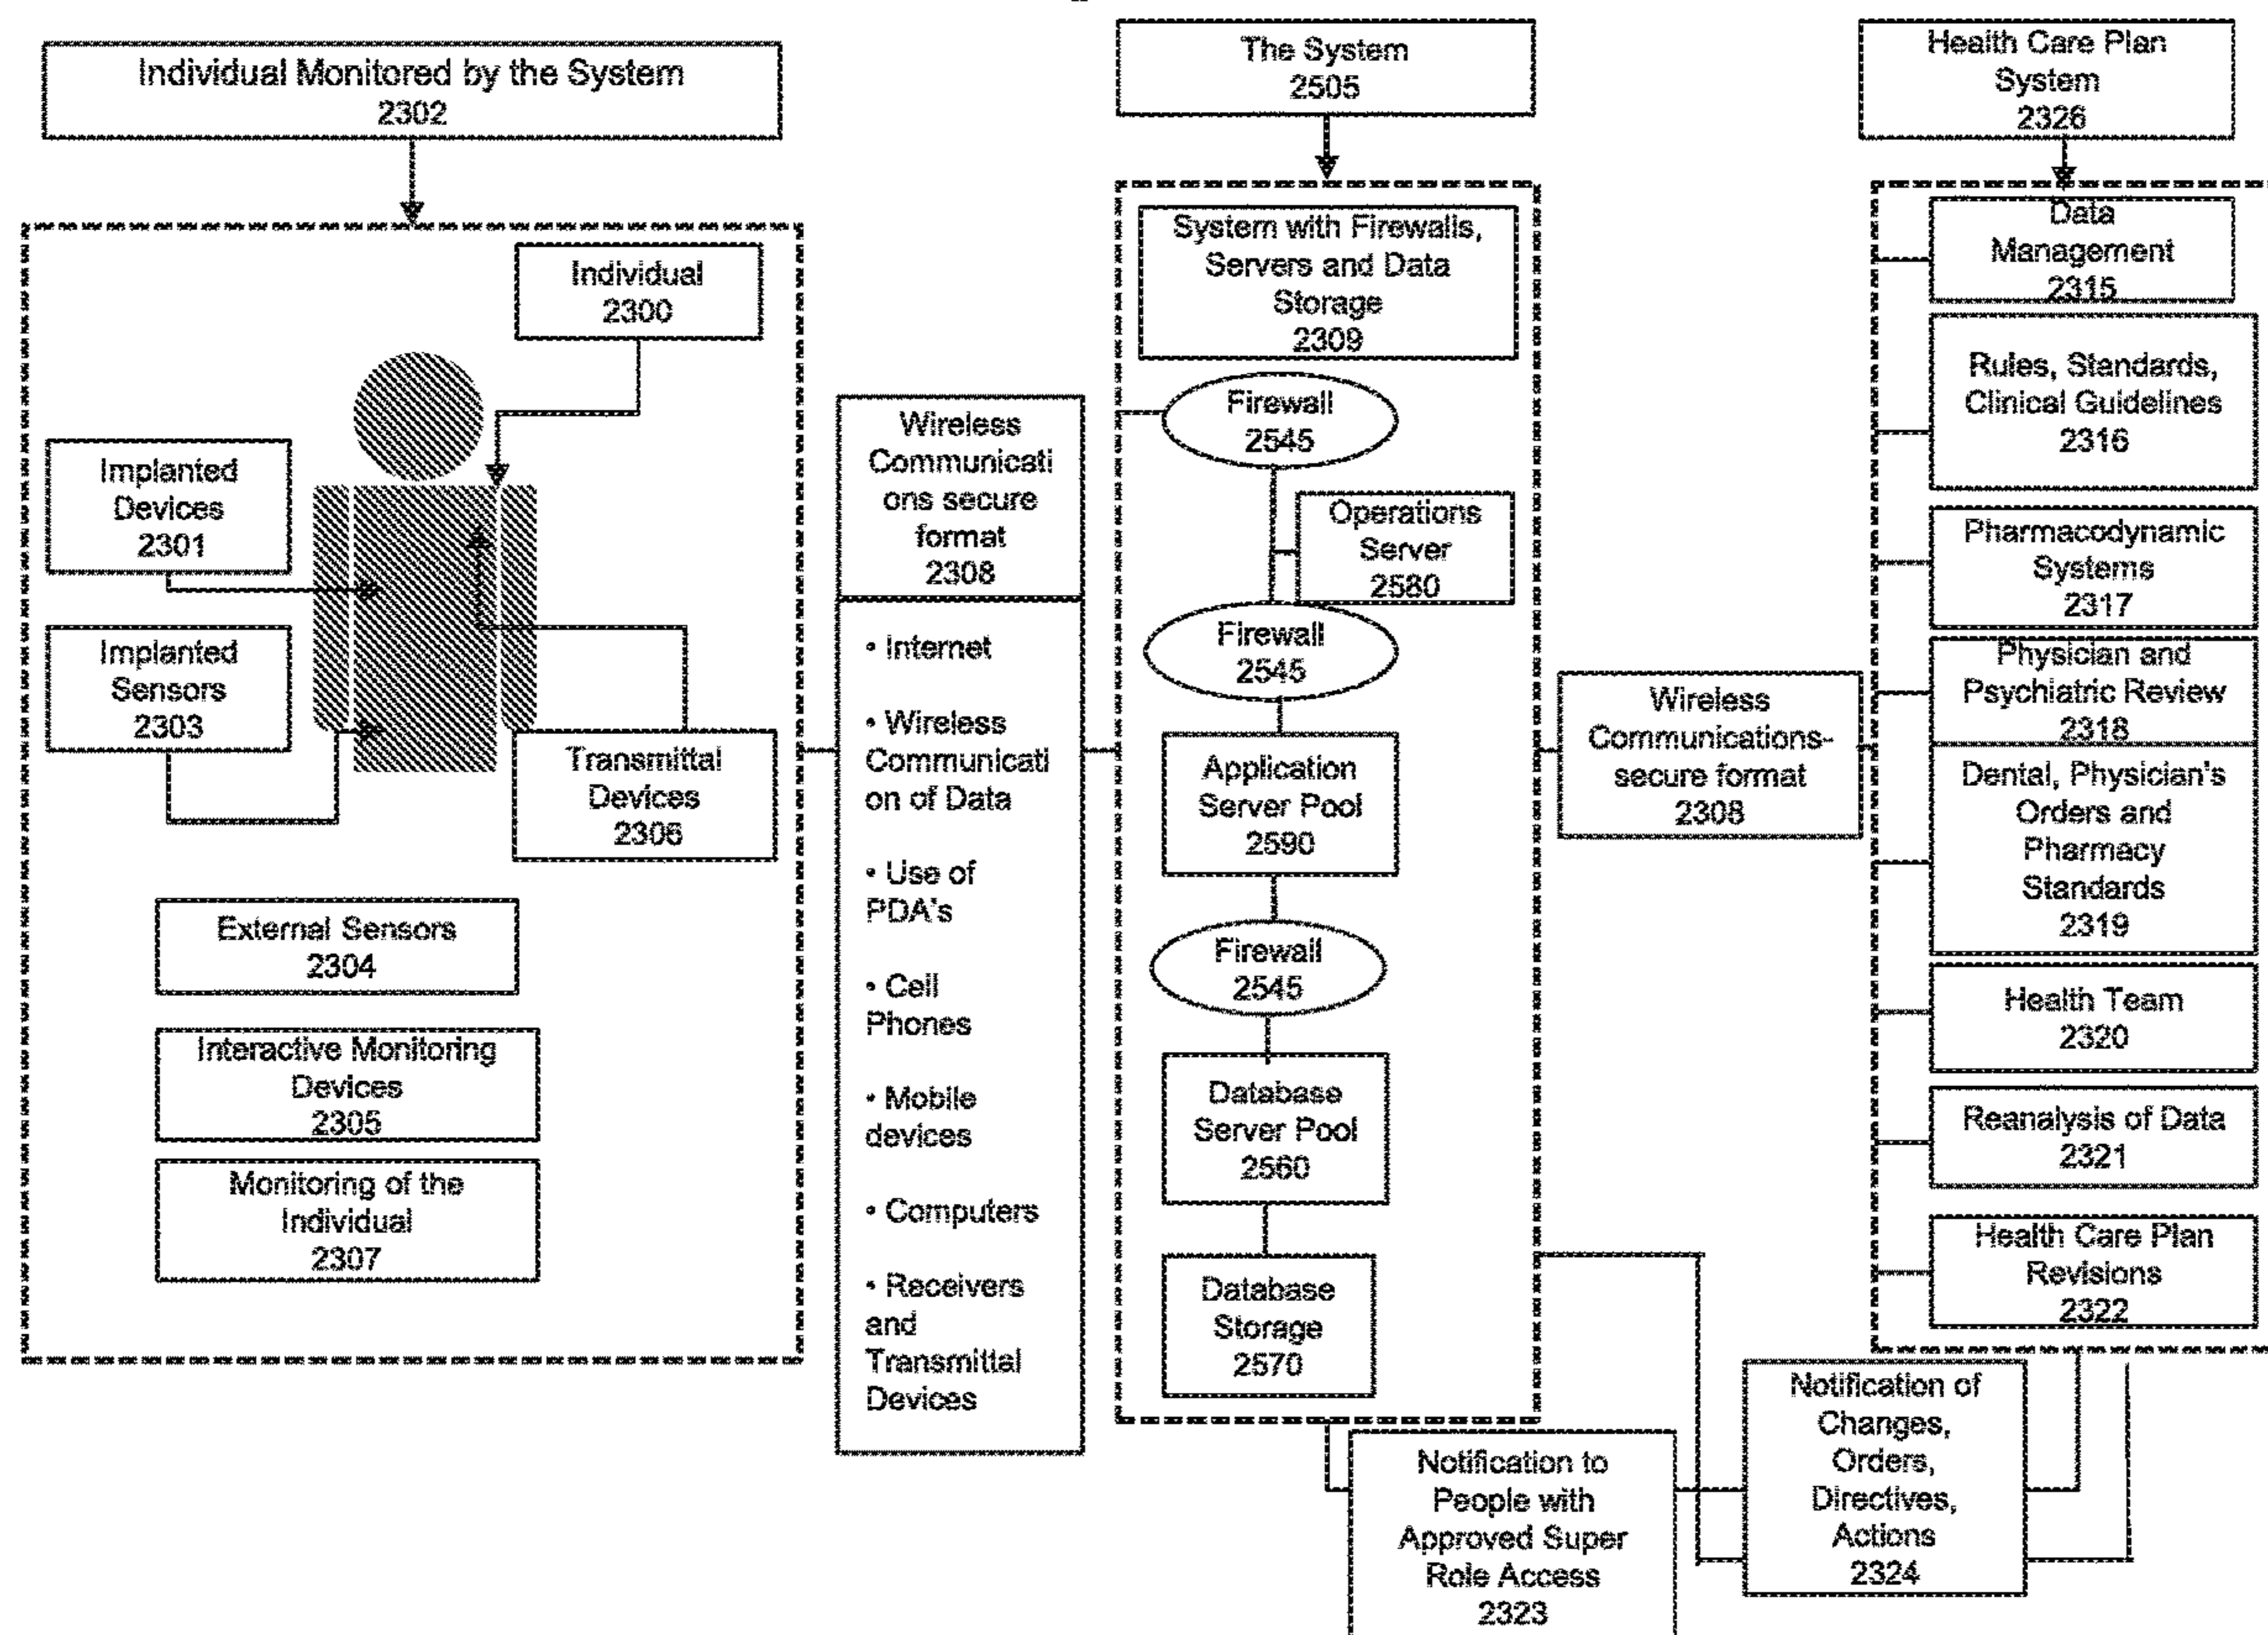 Individual Monitored by the System
2302
Individual
2300
Implanted
Devices
2301
Implanted
Sensors
2303
Transmittal
Devices
2306
External Sensors
2304
Interactive Monitoring
Devices
2305
Monitoring of the
Individual
2307
Wireless
Communicati
ons secure
format
2308
• Internet
• Wireless
Communicati
on of Data
• Use of
PDA's
• Cell
Phones
• Mobile
devices
• Computers
• Receivers
and
Transmittal
Devices
The System
2505
System with Firewalls,
Servers and Data
Storage
2309
Firewall
2545
Operations
Server
2580
Firewall
2545
Application
Server Pool
2590
Firewall
2545
Database
Server Pool
2560
Database
Storage
2570
Wireless
Communications-
secure format
2308
Health Care Plan
System
2326
Data
Management
2315
Rules, Standards,
Clinical Guidelines
2316
Pharmacodynamic
Systems
2317
Physician and
Psychiatric Review
2318
Dental, Physician's
Orders and
Pharmacy
Standards
2319
Health Team
2320
Reanalysis of Data
2321
Health Care Plan
Revisions
2322
Notification to
People with
Approved Super
Role Access
2323
Notification of
Changes,
Orders,
Directives,
Actions
2324